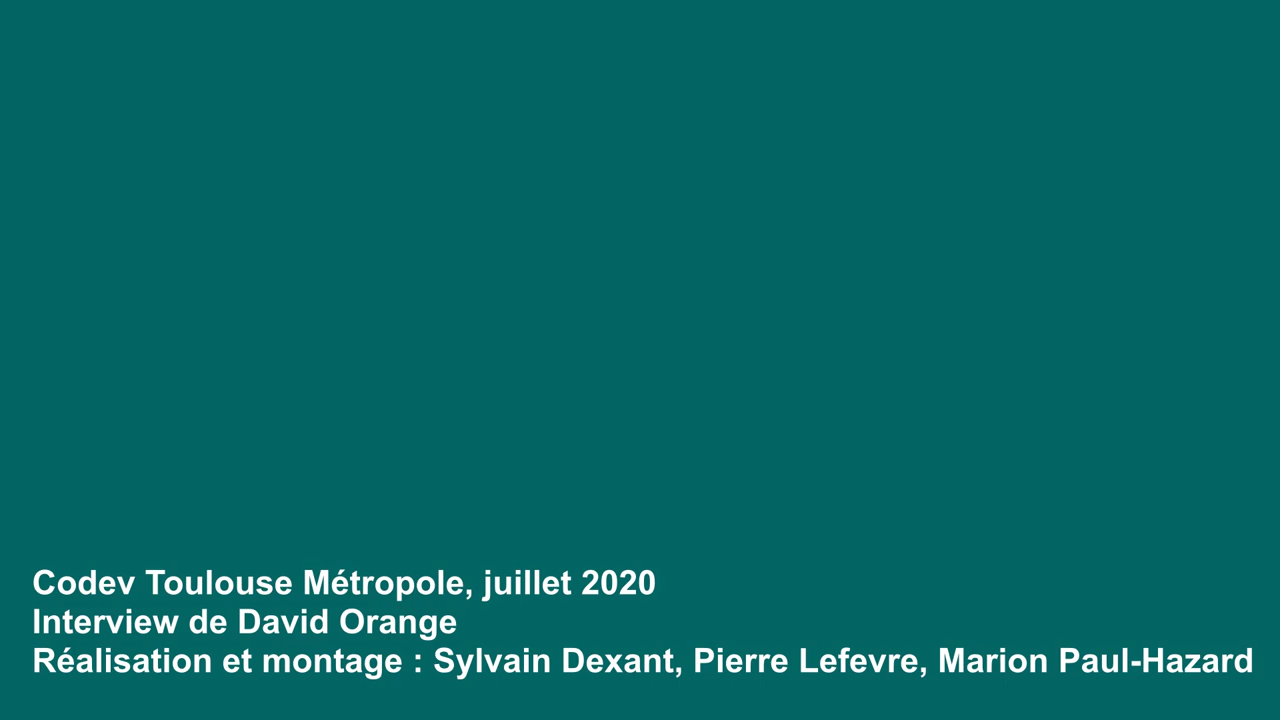 Codev Toulouse Métropole, juillet 2020
Interview de David Orange
Réalisation et montage : Sylvain Dexant, Pierre Lefevre, Marion Paul-Hazard